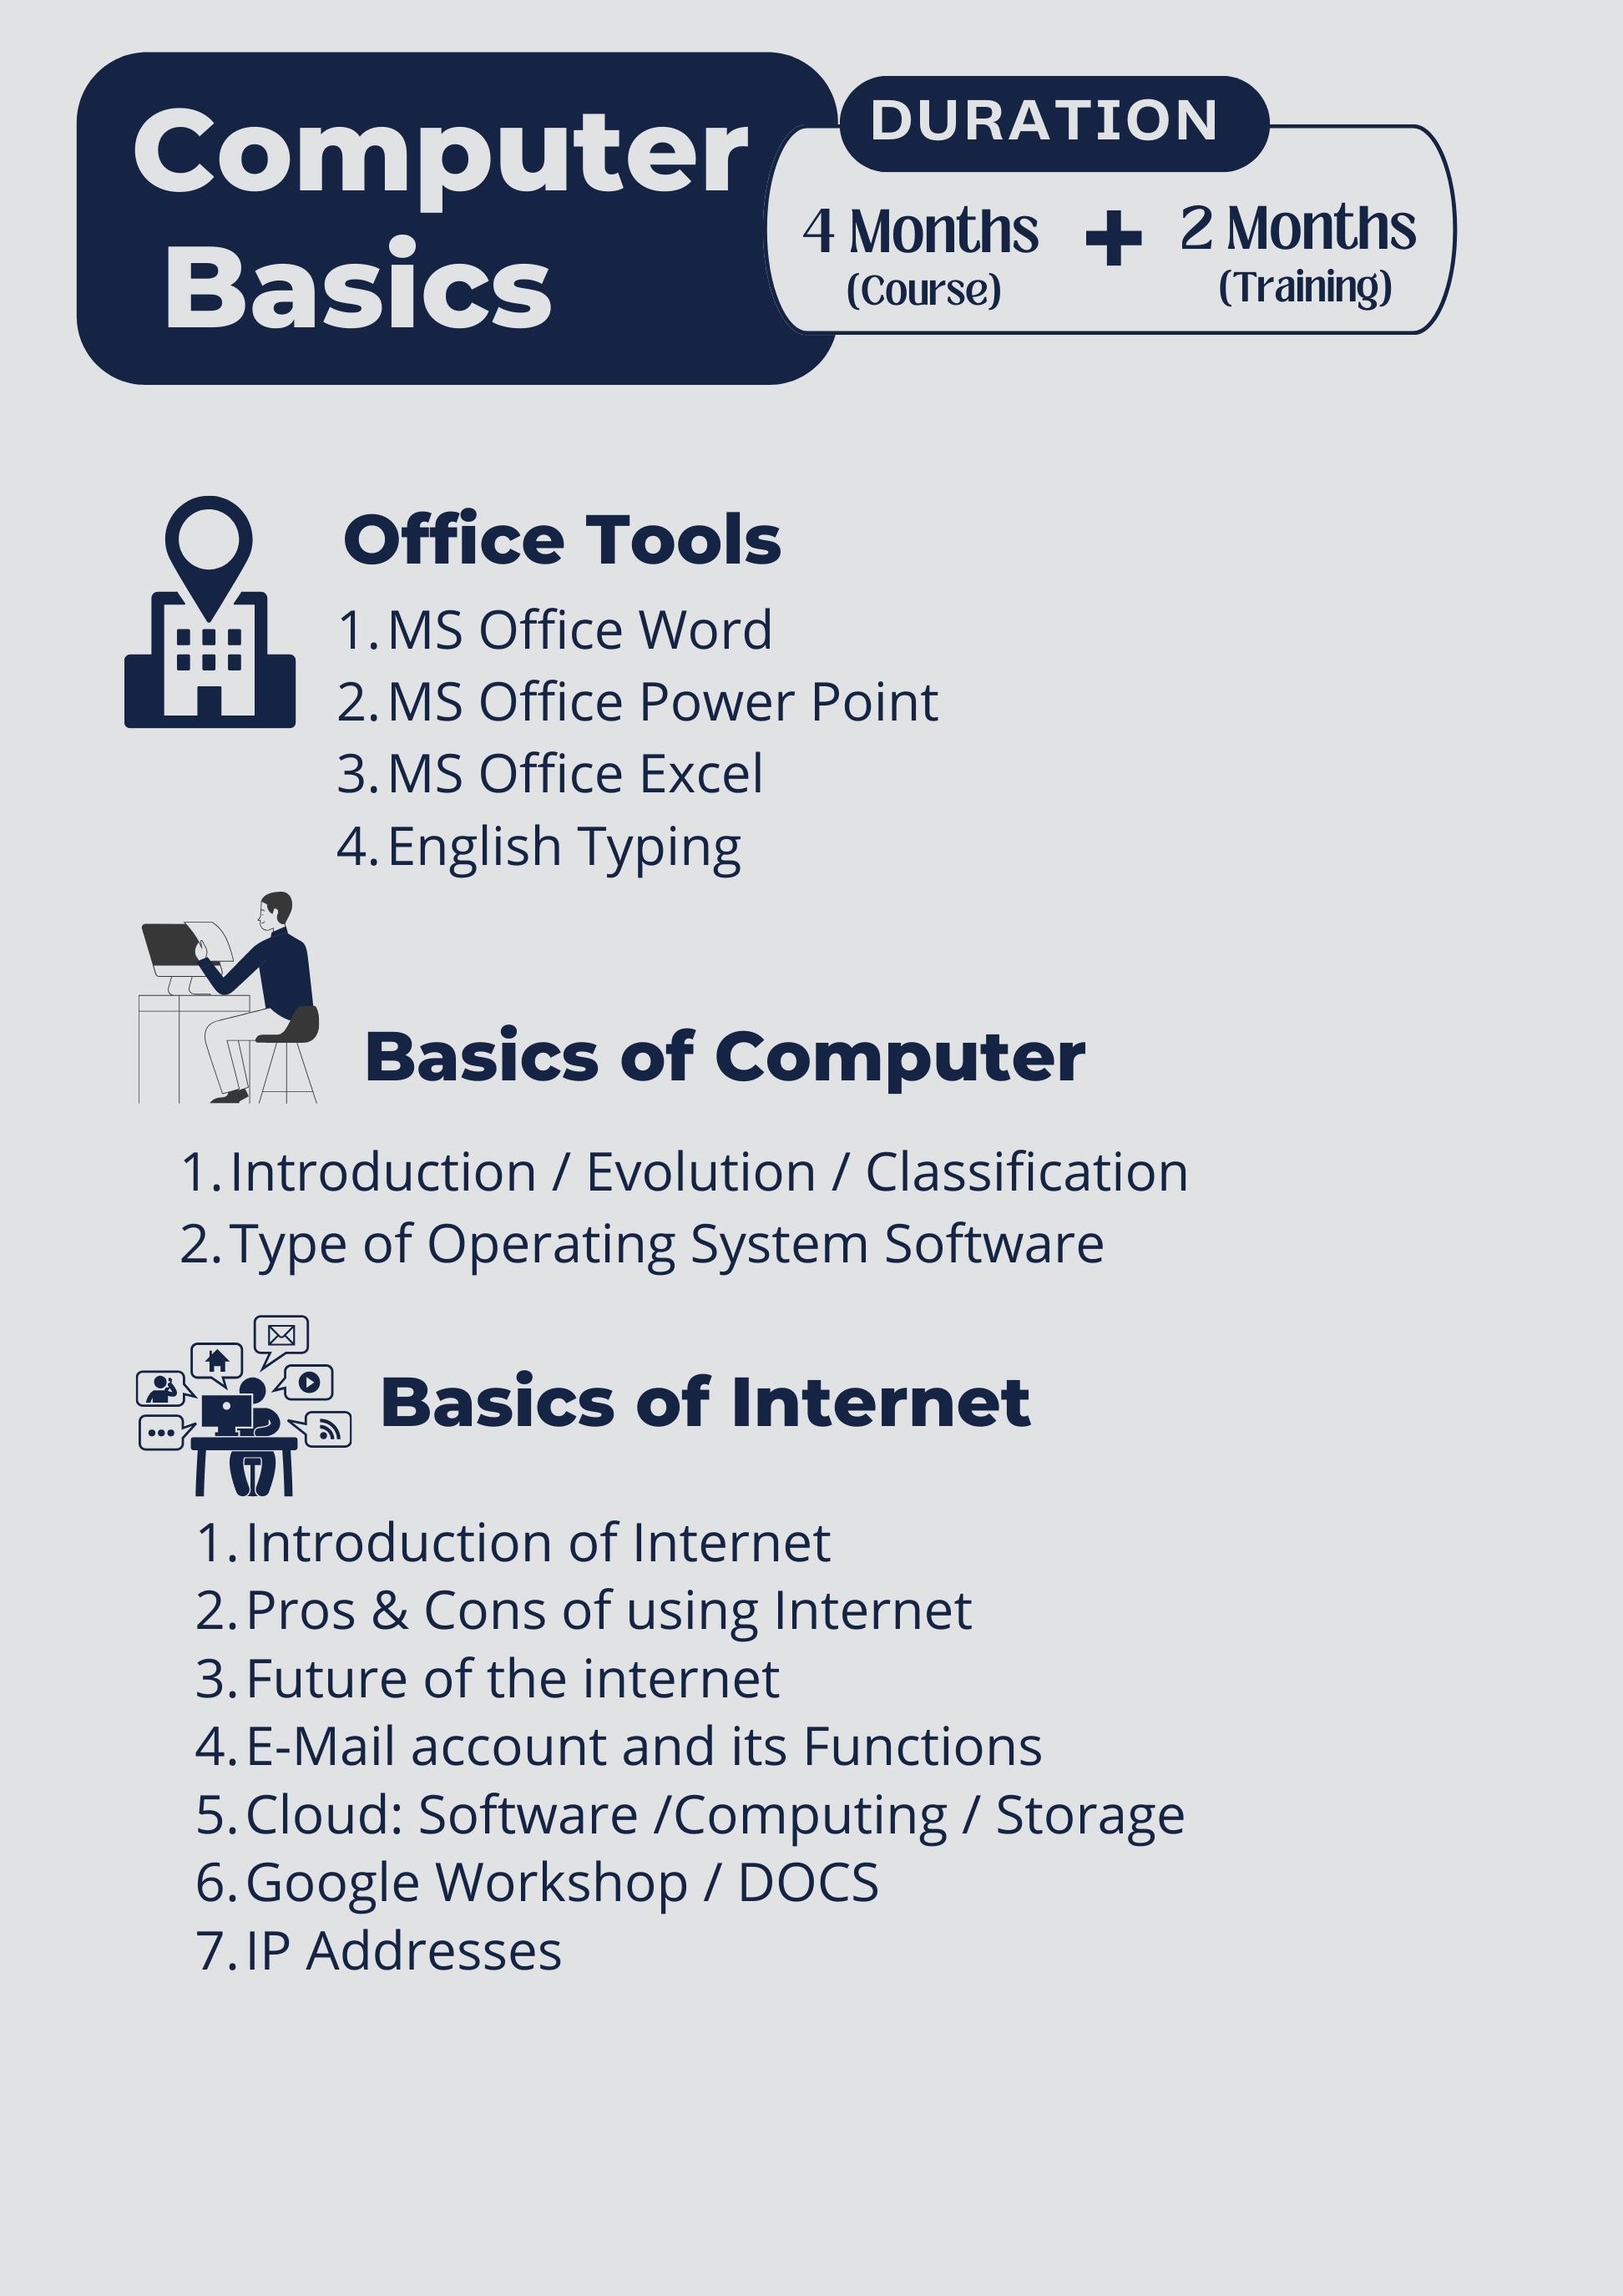 Computer
Basics
DURATION
4 Months + 2 Months
(Course) (Training)
Office Tools
1. MS Office Word
2. MS Office Power Point
3. MS Office Excel
4. English Typing
Basics of Computer
1. Introduction / Evolution / Classification
2. Type of Operating System Software
Basics of Internet
1. Introduction of Internet
2. Pros & Cons of using Internet
3. Future of the internet
4. E-Mail account and its Functions
5. Cloud: Software /Computing / Storage
6. Google Workshop / DOCS
7. IP Addresses